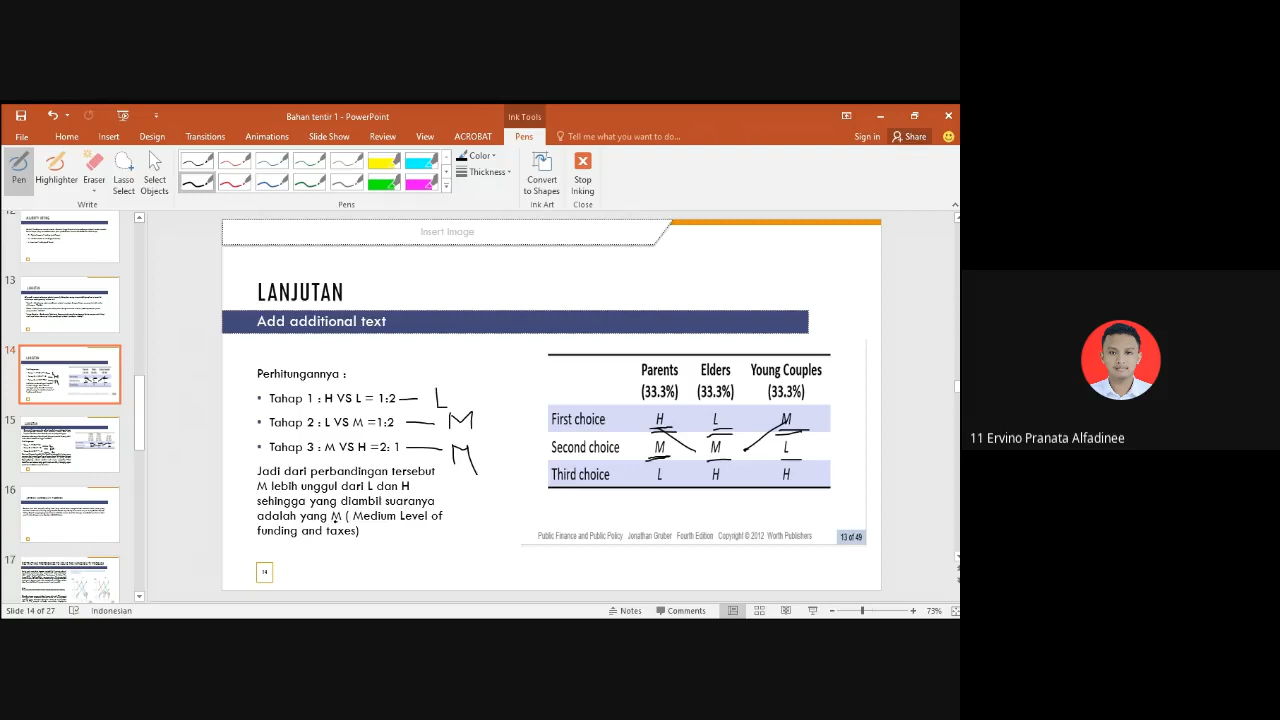 Bahan tentir 1 - PowerPoint
Ink Tools
File Home Insert Design Transitions Animations Slide Show Review View ACROBAT Pens Tell me what you want to do... Sign in Share
Pen Highlighter Eraser Lasso Select Select Objects Color Thickness Convert to Shapes Stop Inking
Write Pens Ink Art Close
12
13
14
15
16
17
Insert Image
LANJUTAN
Add additional text
Perhitungannya :
• Tahap 1 : H VS L = 1:2 — L
• Tahap 2 : L VS M =1:2 — M
• Tahap 3 : M VS H =2: 1 — M
Jadi dari perbandingan tersebut
M lebih unggul dari L dan H
sehingga yang diambil suaranya
adalah yang M ( Medium Level of
funding and taxes)
14
Parents Elders Young Couples
(33.3%) (33.3%) (33.3%)
First choice H L M
Second choice M M L
Third choice L H H
Public Finance and Public Policy Jonathan Gruber Fourth Edition Copyright © 2012 Worth Publishers 13 of 49
Slide 14 of 27 Indonesian Notes Comments 73%
11 Ervino Pranata Alfadinee